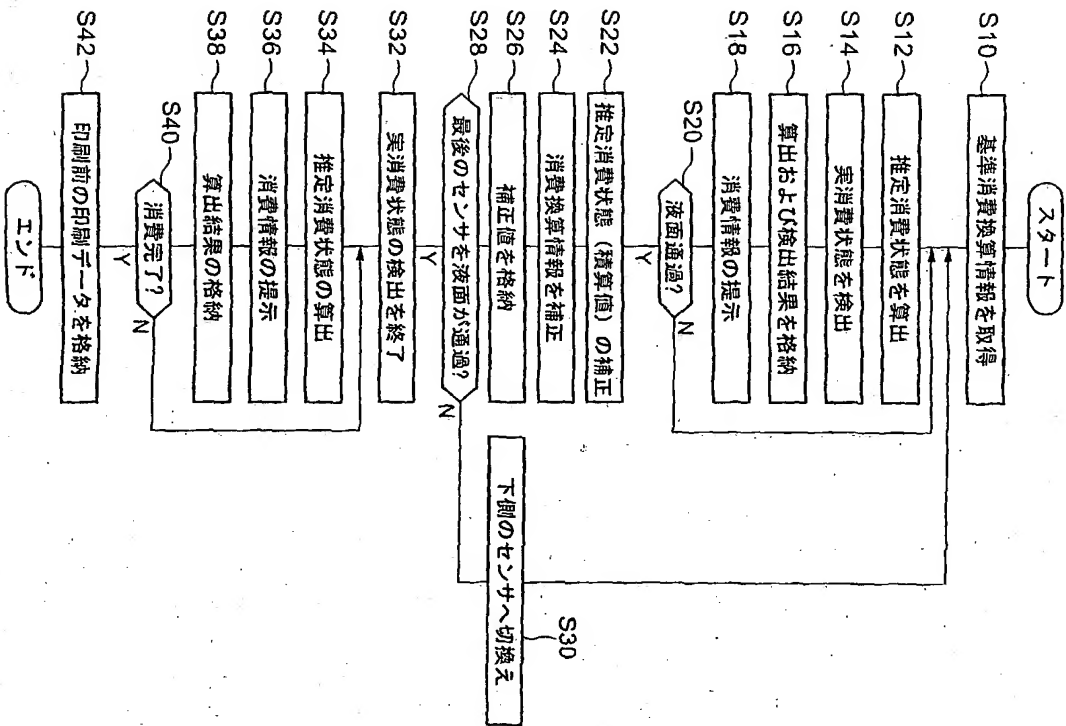 スタート
S10
基準消費換算情報を取得
S12
推定消費状態を算出
S14
実消費状態を検出
S16
算出および検出結果を格納
S18
消費情報の提示
S20
液面通過?
N
Y
S22
推定消費状態(積算値)の補正
S24
消費換算情報を補正
S26
補正値を格納
S28
最後のセンサを液面が通過?
N
Y
S30
下側のセンサへ切換え
S32
実消費状態の検出を終了
S34
推定消費状態の算出
S36
消費情報の提示
S38
算出結果の格納
S40
消費完了?
N
Y
S42
印刷前の印刷データを格納
エンド